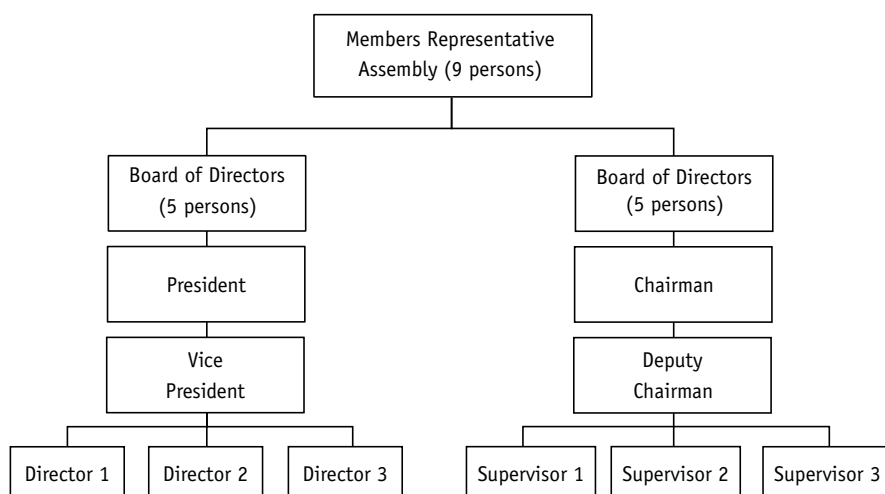 Members Representative
Assembly (9 persons)
Board of Directors
(5 persons)
Board of Directors
(5 persons)
President
Chairman
Vice
President
Deputy
Chairman
Director 1
Director 2
Director 3
Supervisor 1
Supervisor 2
Supervisor 3